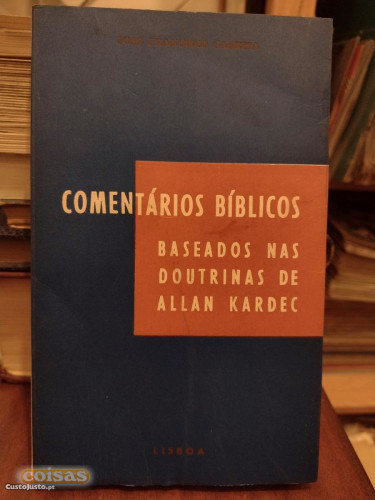 COMENTÁRIOS BÍBLICOS
BASEADOS NAS
DOUTRINAS DE
ALLAN KARDEC
LISBOA
coisas
CustoJusto.pt